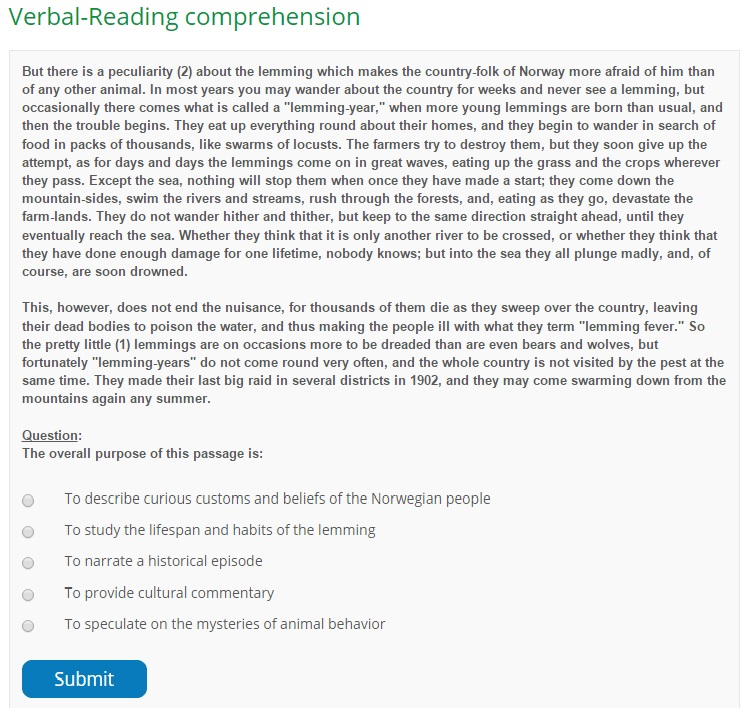 Verbal-Reading comprehension
But there is a peculiarity (2) about the lemming which makes the country-folk of Norway more afraid of him than
of any other animal. In most years you may wander about the country for weeks and never see a lemming, but
occasionally there comes what is called a "lemming-year," when more young lemmings are born than usual, and
then the trouble begins. They eat up everything round about their homes, and they begin to wander in search of
food in packs of thousands, like swarms of locusts. The farmers try to destroy them, but they soon give up the
attempt, as for days and days the lemmings come on in great waves, eating up the grass and the crops wherever
they pass. Except the sea, nothing will stop them when once they have made a start; they come down the
mountain-sides, swim the rivers and streams, rush through the forests, and, eating as they go, devastate the
farm-lands. They do not wander hither and thither, but keep to the same direction straight ahead, until they
eventually reach the sea. Whether they think that it is only another river to be crossed, or whether they think that
they have done enough damage for one lifetime, nobody knows; but into the sea they all plunge madly, and, of
course, are soon drowned.
This, however, does not end the nuisance, for thousands of them die as they sweep over the country, leaving
their dead bodies to poison the water, and thus making the people ill with what they term "lemming fever." So
the pretty little (1) lemmings are on occasions more to be dreaded than are even bears and wolves, but
fortunately "lemming-years" do not come round very often, and the whole country is not visited by the pest at the
same time. They made their last big raid in several districts in 1902, and they may come swarming down from the
mountains again any summer.
Question:
The overall purpose of this passage is:
To describe curious customs and beliefs of the Norwegian people
To study the lifespan and habits of the lemming
To narrate a historical episode
To provide cultural commentary
To speculate on the mysteries of animal behavior
Submit